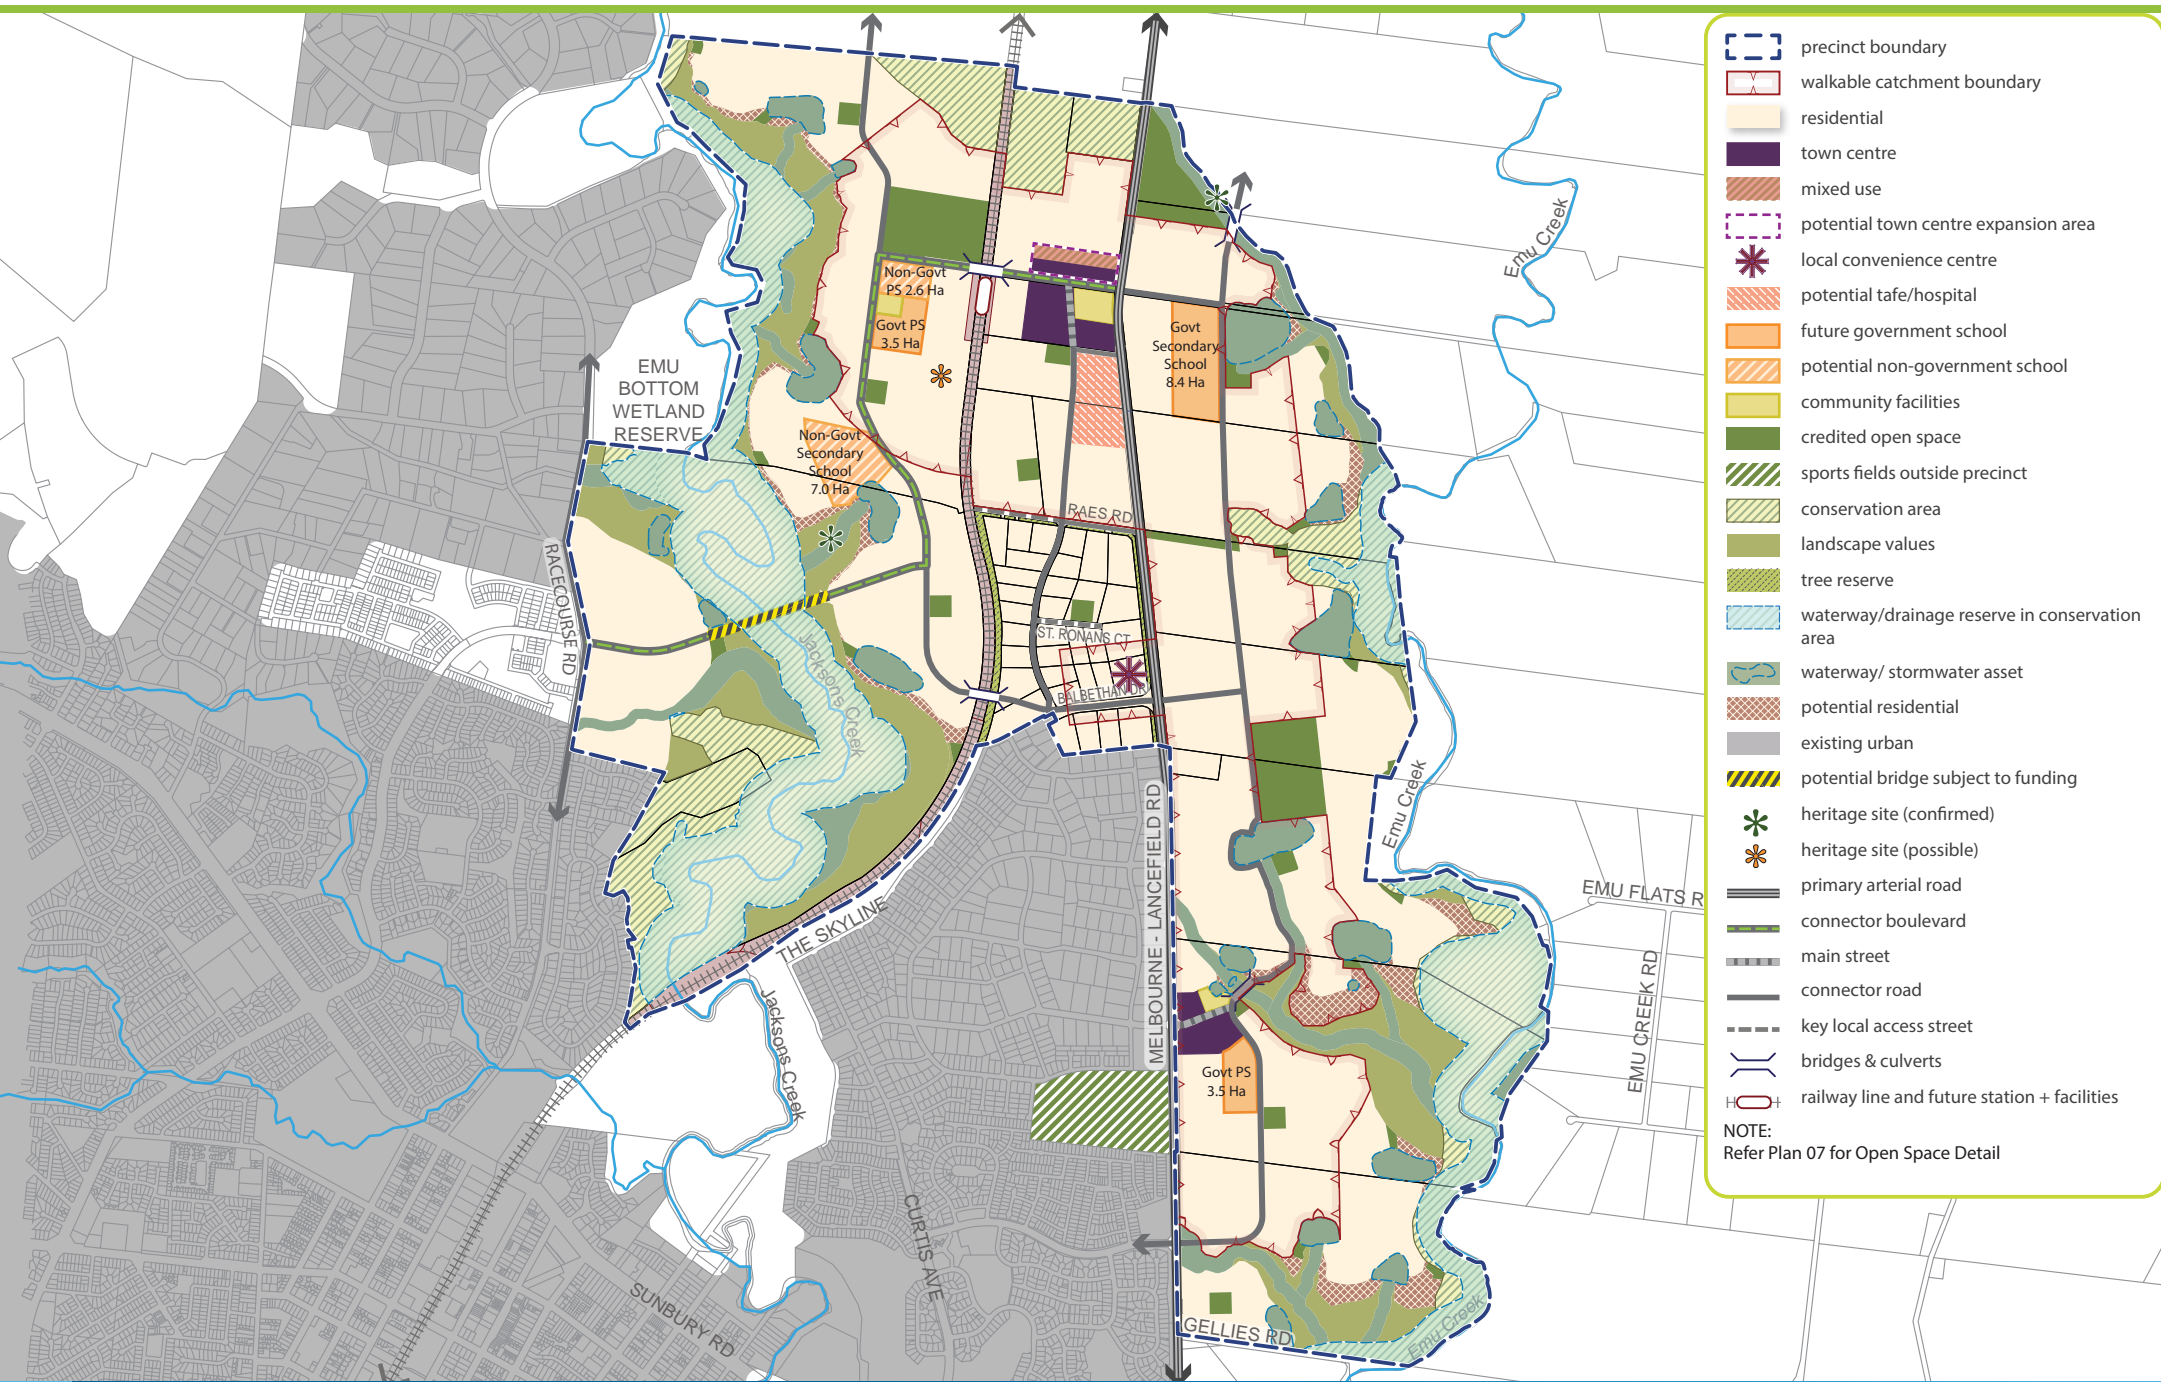 precinct boundary
walkable catchment boundary
residential
town centre
mixed use
potential town centre expansion area
local convenience centre
potential tafe/hospital
future government school
potential non-government school
community facilities
credited open space
sports fields outside precinct
conservation area
landscape values
tree reserve
waterway/drainage reserve in conservation
area
waterway/ stormwater asset
potential residential
existing urban
potential bridge subject to funding
heritage site (confirmed)
heritage site (possible)
primary arterial road
connector boulevard
main street
connector road
key local access street
bridges & culverts
railway line and future station + facilities
NOTE:
Refer Plan 07 for Open Space Detail
Emu Creek
Non-Govt
PS 2.6 Ha
Govt PS
3.5 Ha
Govt
Secondary
School
8.4 Ha
EMU
BOTTOM
WETLAND
RESERVE
Non-Govt
Secondary
School
7.0 Ha
RAES RD
RACECOURSE RD
ST. RONANS CT
BALBETHAN DR
Jacksons Creek
Emu Creek
MELBOURNE - LANCEFIELD RD
THE SKYLINE
EMU FLATS R
EMU CREEK RD
Jacksons Creek
Govt PS
3.5 Ha
CURTIS AVE
SUNBURY RD
GELLIES RD
Emu Creek